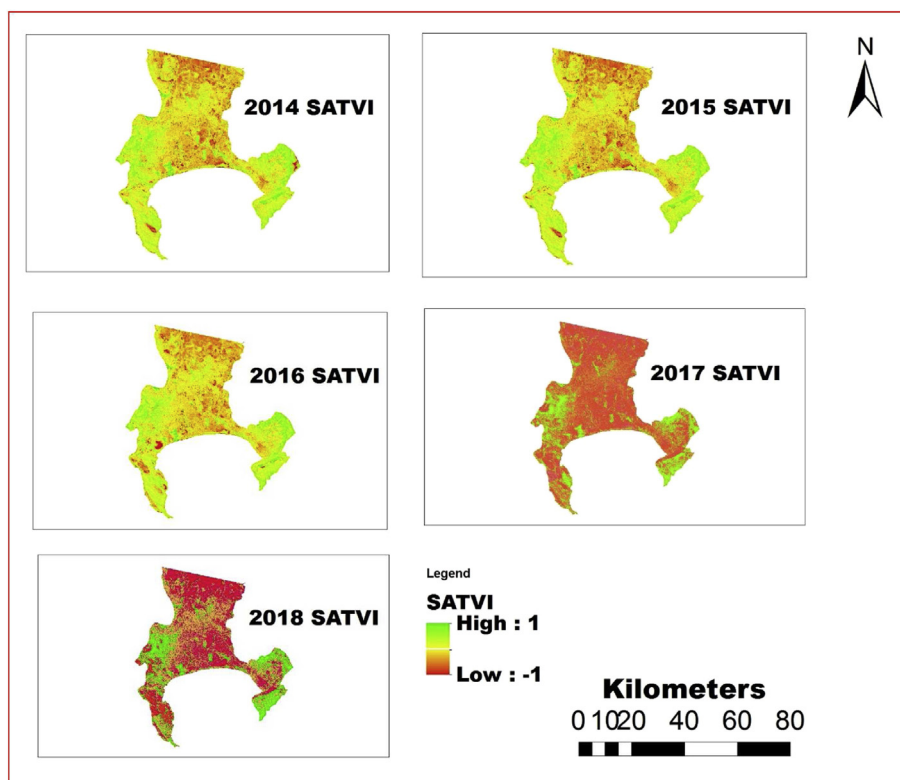 N
2014 SATVI
2015 SATVI
2016 SATVI
2017 SATVI
2018 SATVI
Legend
SATVI
High : 1
Low : -1
Kilometers
0 10 20 40 60 80